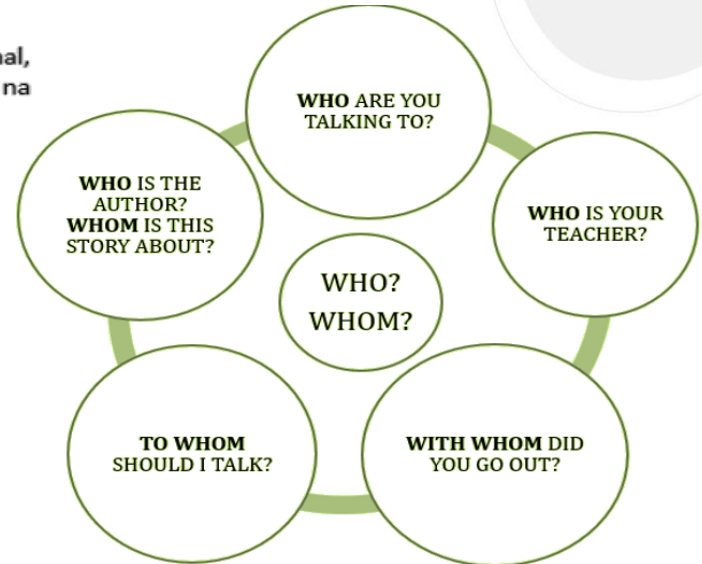 na
WHO ARE YOU
TALKING TO?
WHO IS THE
AUTHOR?
WHOM IS THIS
STORY ABOUT?
WHO IS YOUR
TEACHER?
WHO?
WHOM?
TO WHOM
SHOULD I TALK?
WITH WHOM DID
YOU GO OUT?